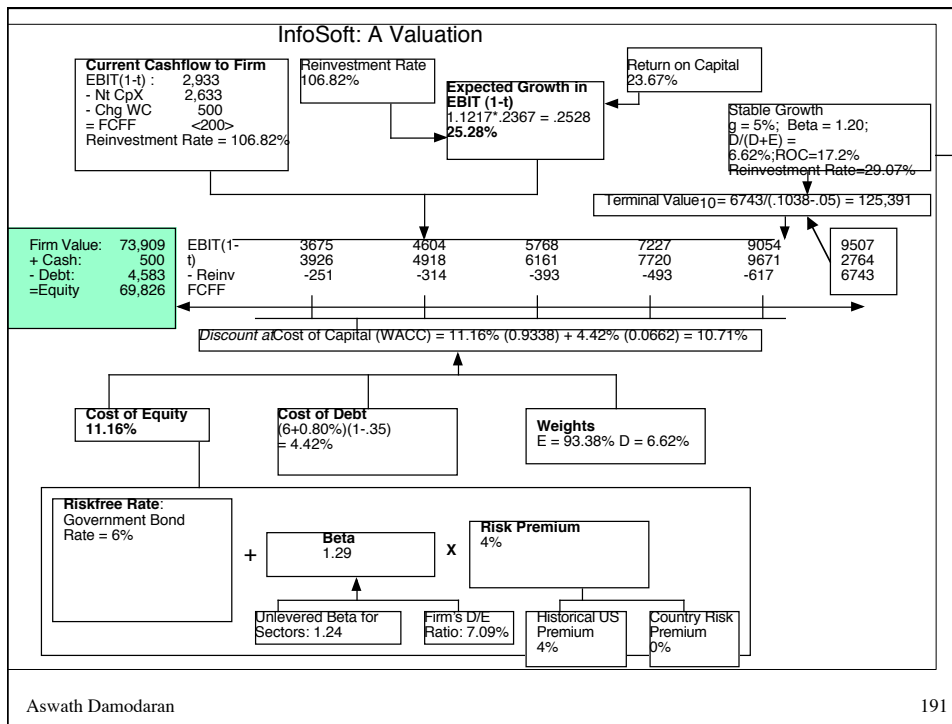 InfoSoft: A Valuation
Current Cashflow to Firm
EBIT(1-t) : 2,933
- Nt CpX 2,633
- Chg WC 500
= FCFF <200>
Reinvestment Rate = 106.82%
Reinvestment Rate
106.82%
Expected Growth in
EBIT (1-t)
1.1217*.2367 = .2528
25.28%
Return on Capital
23.67%
Stable Growth
g = 5%; Beta = 1.20;
D/(D+E) =
6.62%;ROC=17.2%
Reinvestment Rate=29.07%
Terminal Value10= 6743/(.1038-.05) = 125,391
Firm Value: 73,909
+ Cash: 500
- Debt: 4,583
=Equity 69,826
EBIT(1- 3675 4604 5768 7227 9054 9507
t) 3926 4918 6161 7720 9671 2764
- Reinv -251 -314 -393 -493 -617 6743
FCFF
Discount at Cost of Capital (WACC) = 11.16% (0.9338) + 4.42% (0.0662) = 10.71%
Cost of Equity
11.16%
Cost of Debt
(6+0.80%)(1-.35)
= 4.42%
Weights
E = 93.38% D = 6.62%
Riskfree Rate:
Government Bond
Rate = 6%
+
Beta
1.29
X
Risk Premium
4%
Unlevered Beta for
Sectors: 1.24
Firm's D/E
Ratio: 7.09%
Historical US
Premium
4%
Country Risk
Premium
0%
Aswath Damodaran 191